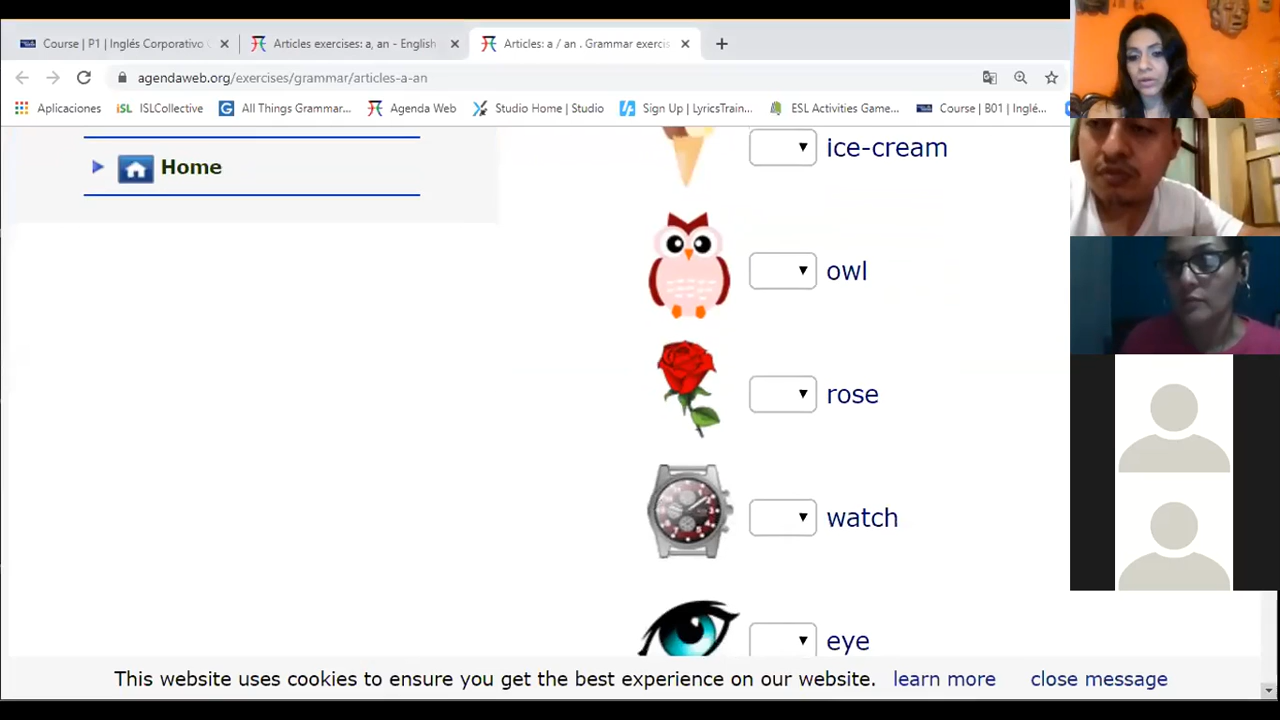 Course | P1 | Inglés Corporativo
Articles exercises: a, an - English
Articles: a / an . Grammar exercis
agendaweb.org/exercises/grammar/articles-a-an
Aplicaciones
iSL ISLCollective
G All Things Grammar...
Agenda Web
Studio Home | Studio
Sign Up | LyricsTrain...
ESL Activities Game...
Course | B01 | Inglé...
Home
ice-cream
owl
rose
watch
eye
This website uses cookies to ensure you get the best experience on our website. learn more close message